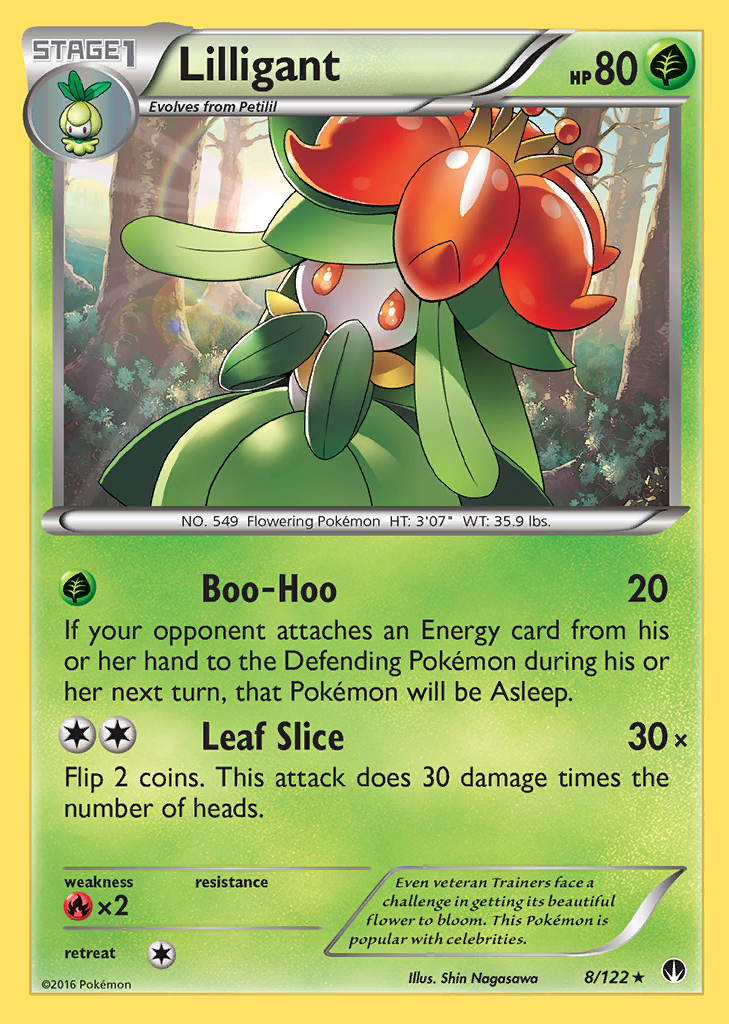 STAGE1
Lilligant
HP80
Evolves from Petilil
NO. 549 Flowering Pokémon HT: 3'07" WT: 35.9 lbs.
Boo-Hoo 20
If your opponent attaches an Energy card from his
or her hand to the Defending Pokémon during his or
her next turn, that Pokémon will be Asleep.
Leaf Slice 30×
Flip 2 coins. This attack does 30 damage times the
number of heads.
weakness resistance
×2
retreat
Even veteran Trainers face a
challenge in getting its beautiful
flower to bloom. This Pokémon is
popular with celebrities.
©2016 Pokémon
Illus. Shin Nagasawa 8/122 ★